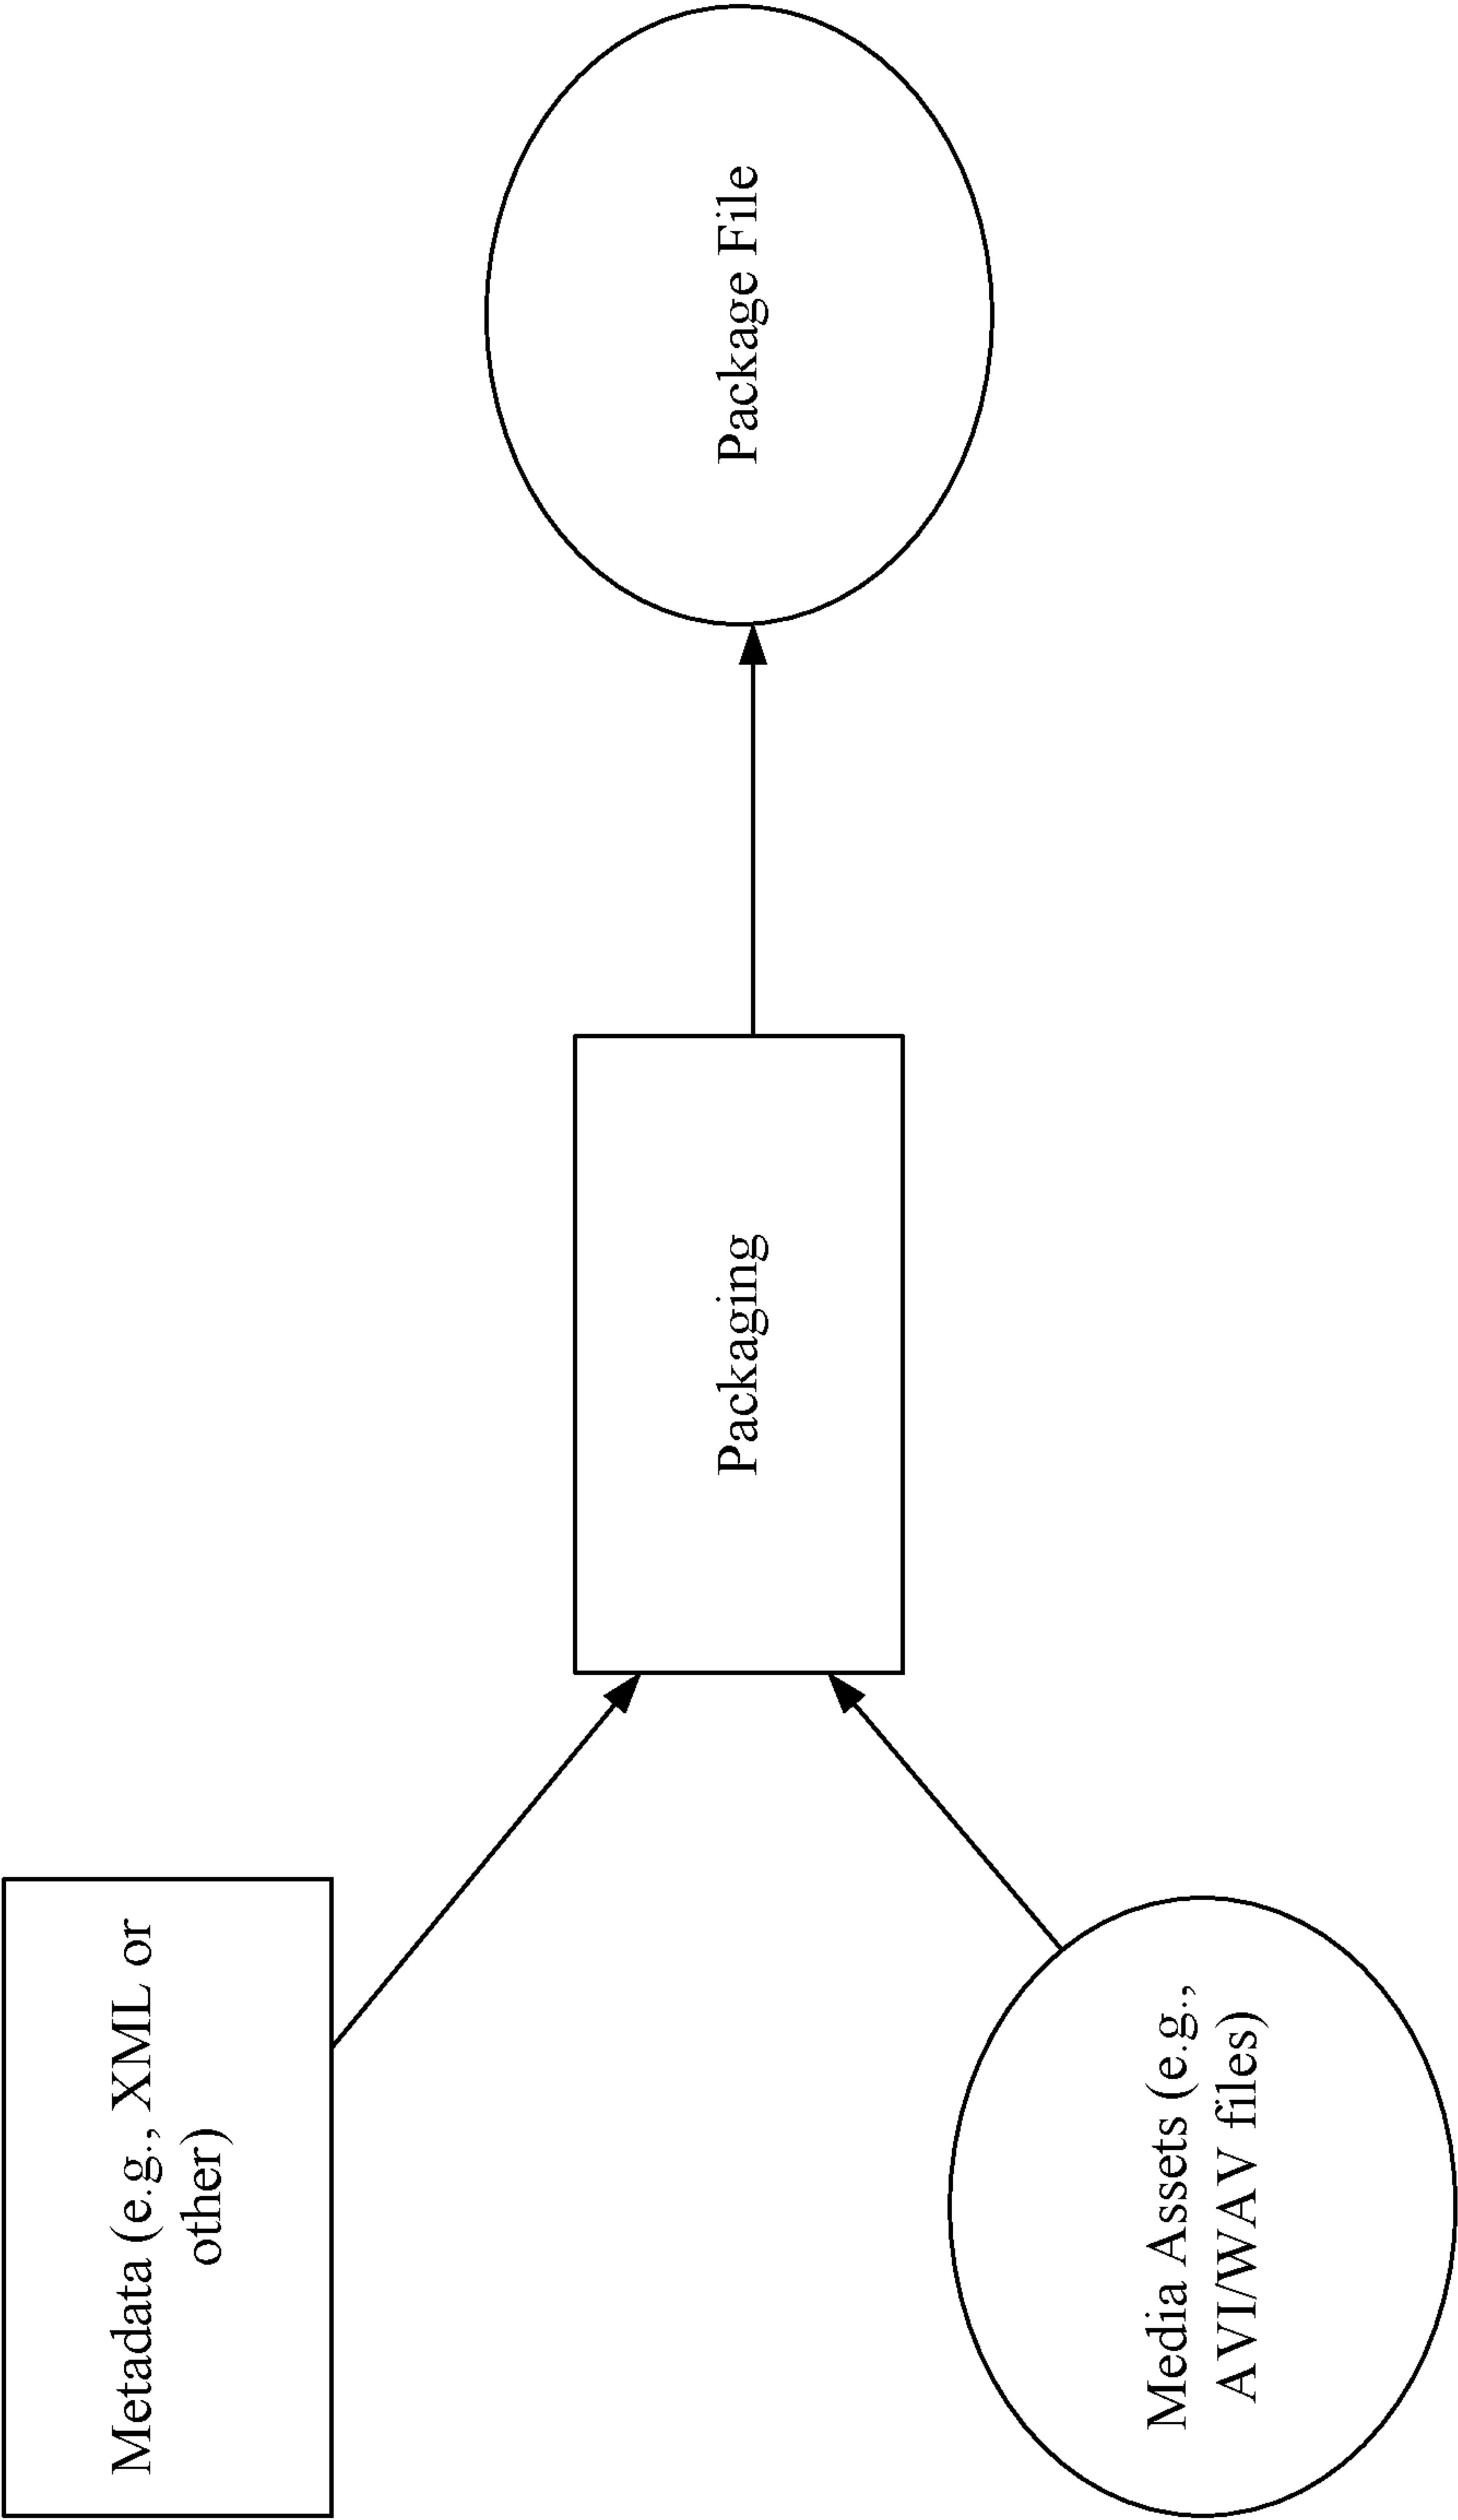 Metadata (e.g., XML or
other)
Media Assets (e.g.,
AVI/WAV files)
Packaging
Package File